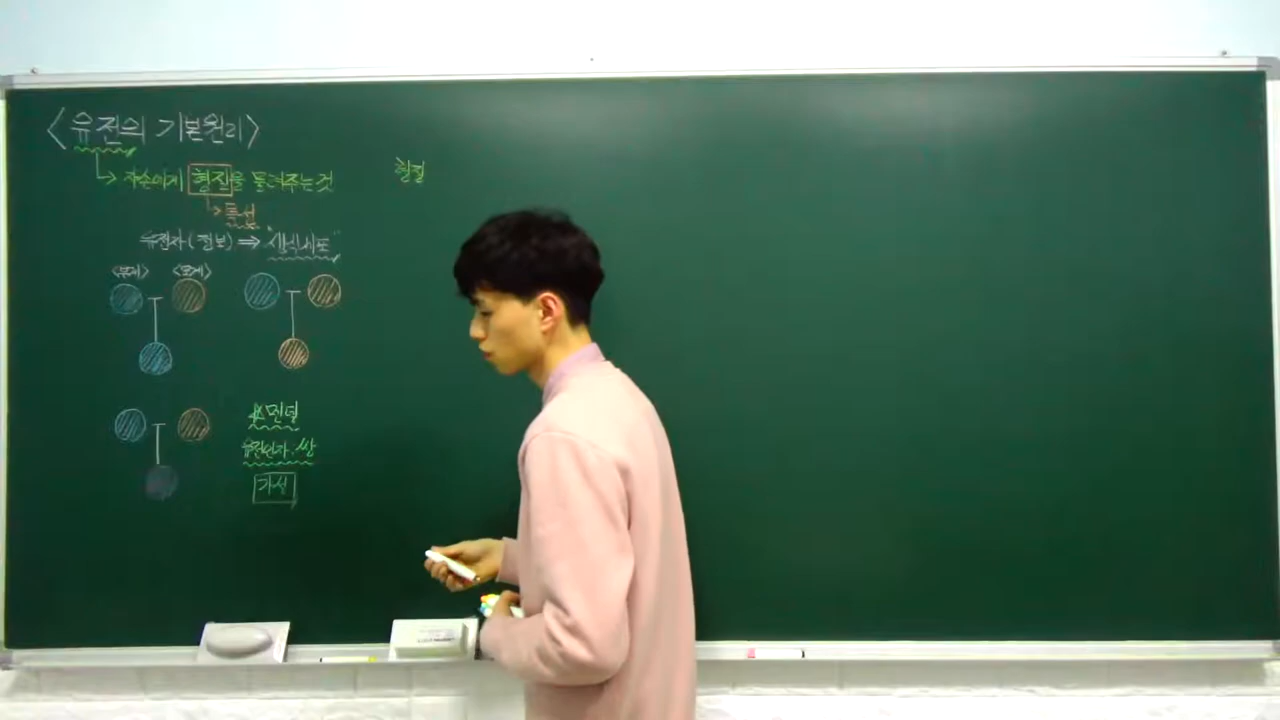 <유전의 기본원리>
자손에게 형질을 물려주는 것
형질
→ 특성
유전자(정보) ⇒ "생식세포"
<부계> <모계>
멘델
유전인자, 쌍
가설